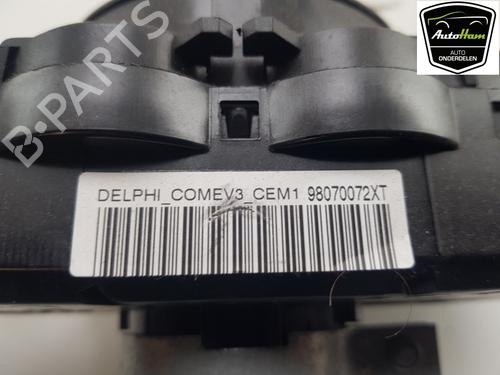 AutoHam
AUTO
ONDERDELEN
B-PARTS
DELPHI_COMEV3_CEM1 98070072XT